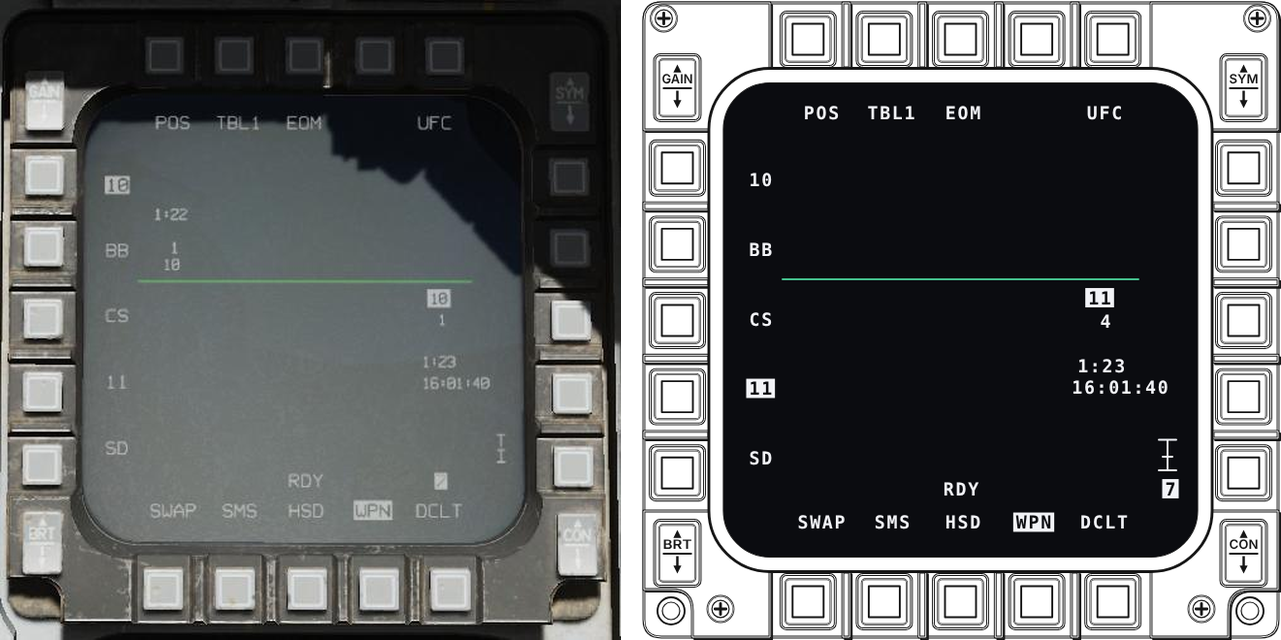 GAIN
SYM
POS TBL1 EOM UFC
10
1:22
BB 1
10
10
CS 1
1:23
11 16:01:40
SD
RDY
SWAP SMS HSD WPN DCLT
BRT
CON
GAIN
SYM
POS TBL1 EOM UFC
10
BB
11
CS 4
1:23
11 16:01:40
SD
RDY 7
SWAP SMS HSD WPN DCLT
BRT
CON